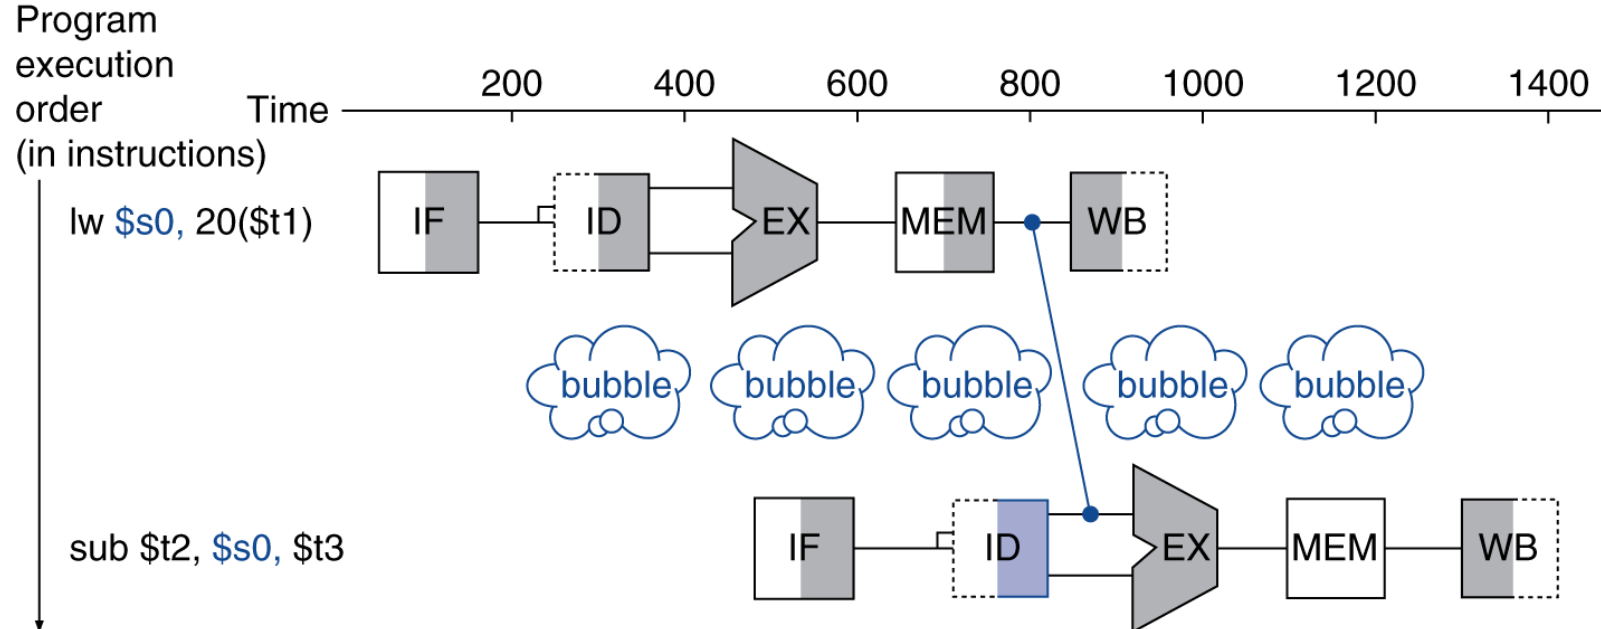 Program
execution
order
(in instructions)
Time
200 400 600 800 1000 1200 1400
lw $s0, 20($t1)
IF ID EX MEM WB
bubble bubble bubble bubble bubble
sub $t2, $s0, $t3
IF ID EX MEM WB